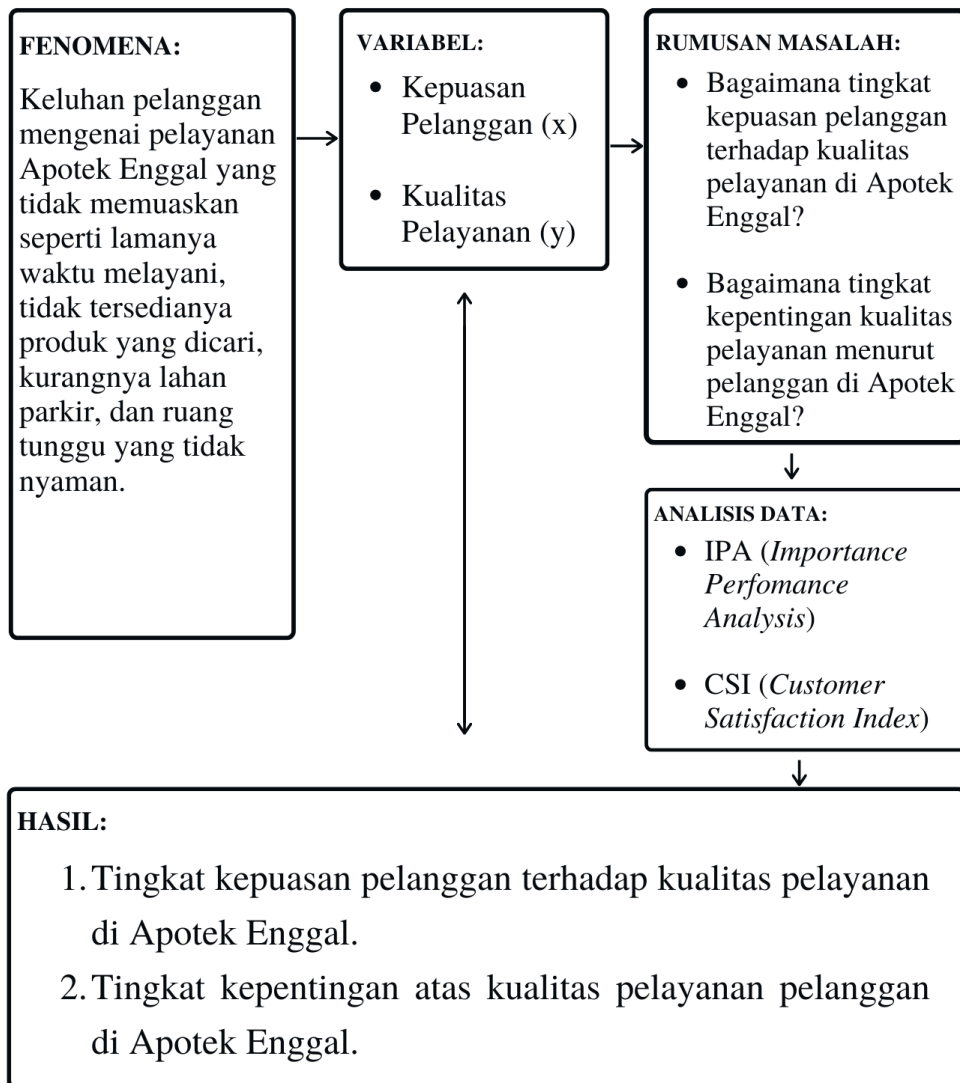 FENOMENA:
Keluhan pelanggan
mengenai pelayanan
Apotek Enggal yang
tidak memuaskan
seperti lamanya
waktu melayani,
tidak tersedianya
produk yang dicari,
kurangnya lahan
parkir, dan ruang
tunggu yang tidak
nyaman.
VARIABEL:
• Kepuasan
Pelanggan (x)
• Kualitas
Pelayanan (y)
RUMUSAN MASALAH:
• Bagaimana tingkat
kepuasan pelanggan
terhadap kualitas
pelayanan di Apotek
Enggal?
• Bagaimana tingkat
kepentingan kualitas
pelayanan menurut
pelanggan di Apotek
Enggal?
ANALISIS DATA:
• IPA (Importance
Perfomance
Analysis)
• CSI (Customer
Satisfaction Index)
HASIL:
1. Tingkat kepuasan pelanggan terhadap kualitas pelayanan
di Apotek Enggal.
2. Tingkat kepentingan atas kualitas pelayanan pelanggan
di Apotek Enggal.